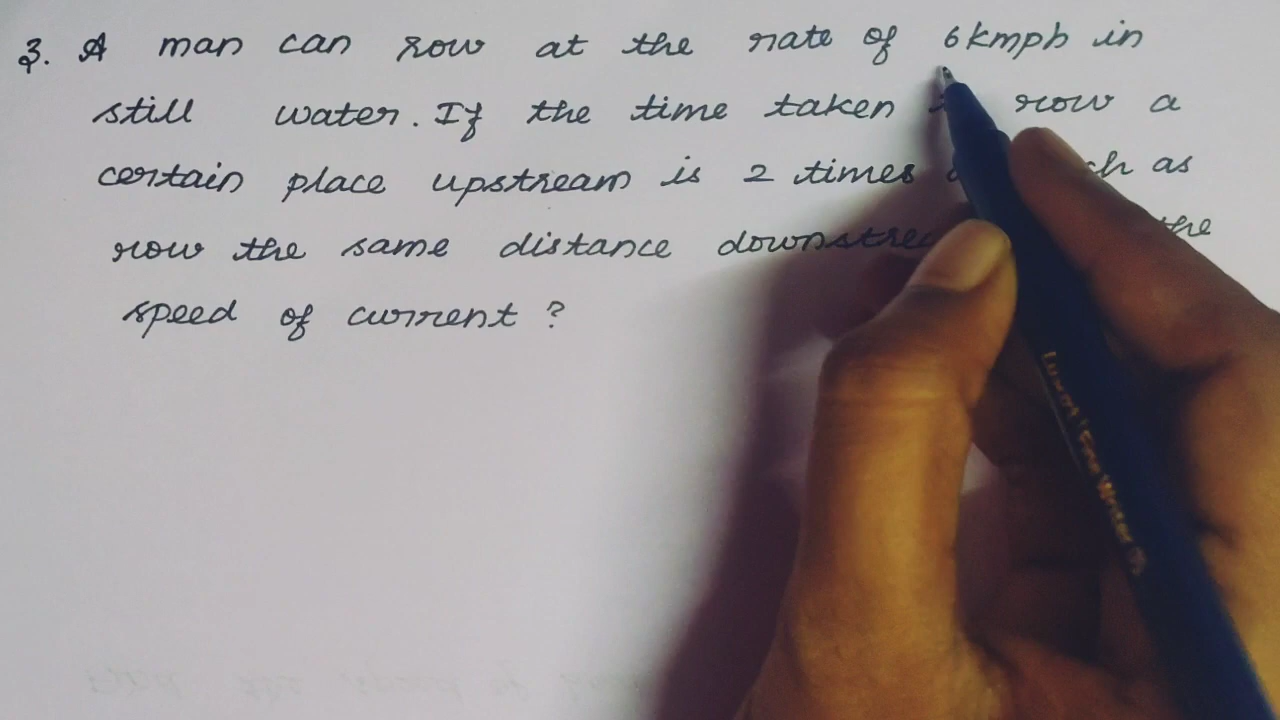 3. A man can row at the rate of 6kmph in
still water. If the time taken row a
certain place upstream is 2 times as
row the same distance the
speed of current ?